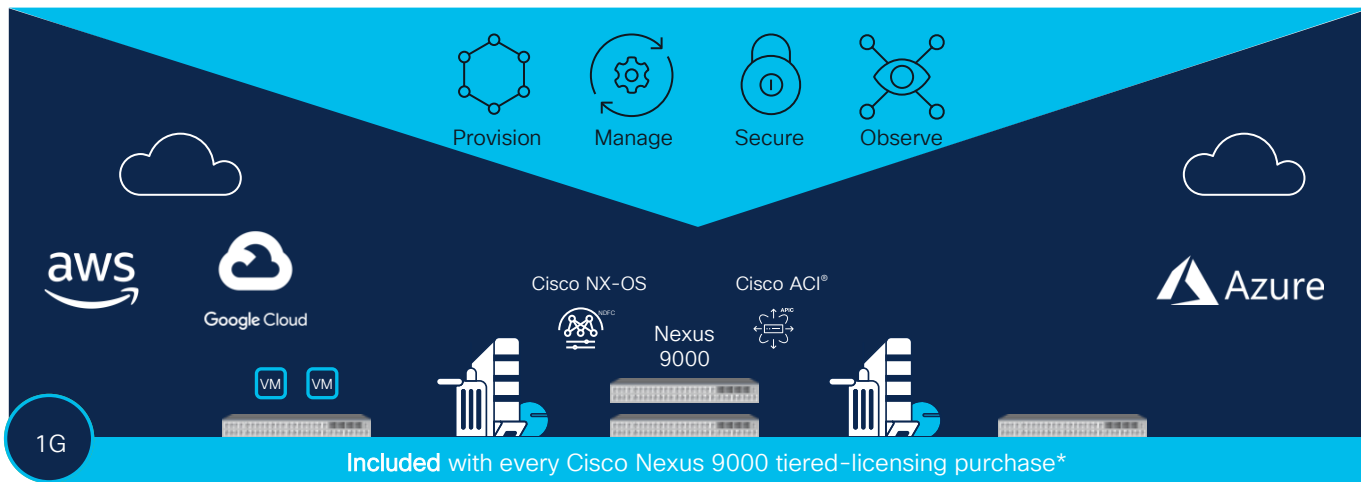 Provision
Manage
Secure
Observe
aws
Google Cloud
Cisco NX-OS
NDFC
Cisco ACI®
APIC
Azure
Nexus
9000
VM
VM
1G
Included with every Cisco Nexus 9000 tiered-licensing purchase*